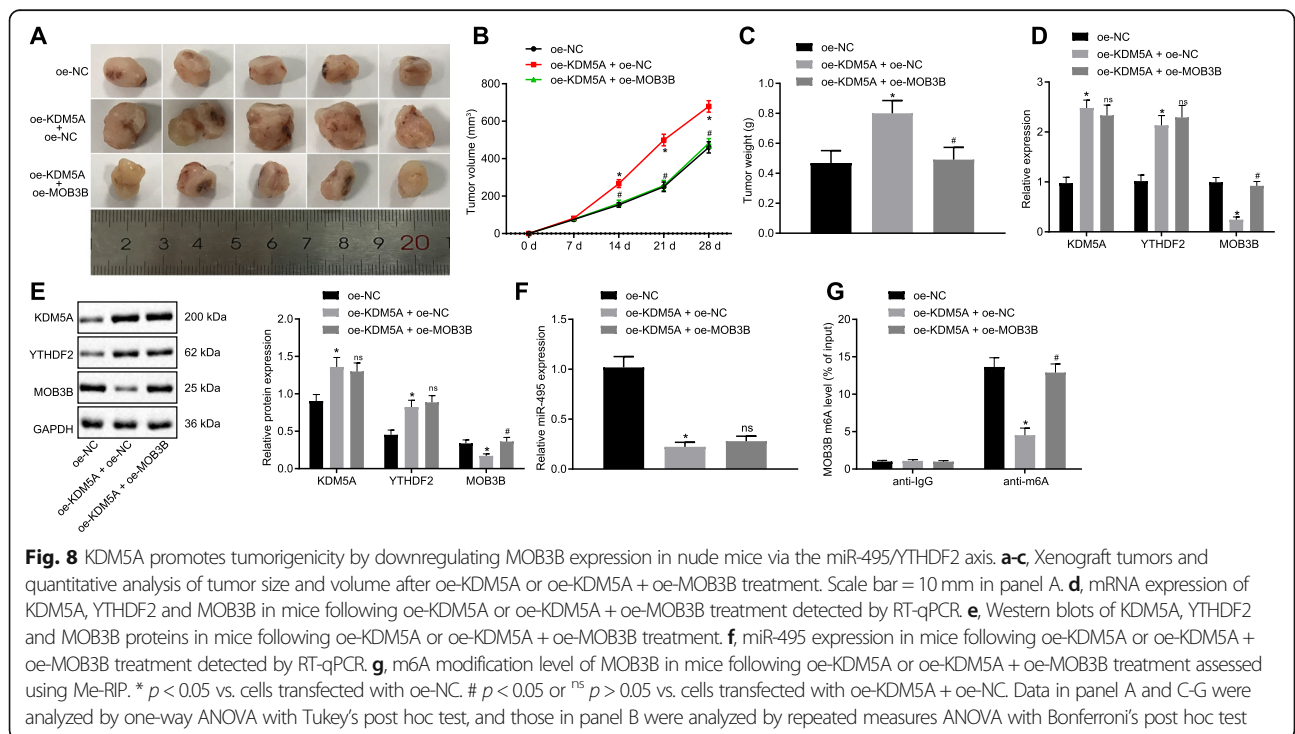 A
oe-NC
oe-KDM5A
+
oe-NC
oe-KDM5A
+
oe-MOB3B
1 2 3 4 5 6 7 8 9 20 1
B
oe-NC
oe-KDM5A + oe-NC
oe-KDM5A + oe-MOB3B
Tumor volume (mm³)
800
600
400
200
0
* * *
# # #
0 d 7 d 14 d 21 d 28 d
C
oe-NC
oe-KDM5A + oe-NC
oe-KDM5A + oe-MOB3B
Tumor weight (g)
1.0
0.8
0.6
0.4
0.2
0.0
* #
D
oe-NC
oe-KDM5A + oe-NC
oe-KDM5A + oe-MOB3B
Relative expression
3
2
1
0
* ns * ns * #
KDM5A YTHDF2 MOB3B
E
KDM5A 200 kDa
YTHDF2 62 kDa
MOB3B 25 kDa
GAPDH 36 kDa
oe-NC
oe-KDM5A + oe-NC
oe-KDM5A + oe-MOB3B
oe-NC
oe-KDM5A + oe-NC
oe-KDM5A + oe-MOB3B
Relative protein expression
2.0
1.5
1.0
0.5
0.0
* ns * ns * #
KDM5A YTHDF2 MOB3B
F
oe-NC
oe-KDM5A + oe-NC
oe-KDM5A + oe-MOB3B
Relative miR-495 expression
1.5
1.0
0.5
0.0
* ns
G
oe-NC
oe-KDM5A + oe-NC
oe-KDM5A + oe-MOB3B
MOB3B m6A level (% of input)
20
15
10
5
0
* #
anti-IgG anti-m6A
Fig. 8 KDM5A promotes tumorigenicity by downregulating MOB3B expression in nude mice via the miR-495/YTHDF2 axis. a-c, Xenograft tumors and
quantitative analysis of tumor size and volume after oe-KDM5A or oe-KDM5A + oe-MOB3B treatment. Scale bar = 10 mm in panel A. d, mRNA expression of
KDM5A, YTHDF2 and MOB3B in mice following oe-KDM5A or oe-KDM5A + oe-MOB3B treatment detected by RT-qPCR. e, Western blots of KDM5A, YTHDF2
and MOB3B proteins in mice following oe-KDM5A or oe-KDM5A + oe-MOB3B treatment. f, miR-495 expression in mice following oe-KDM5A or oe-KDM5A +
oe-MOB3B treatment detected by RT-qPCR. g, m6A modification level of MOB3B in mice following oe-KDM5A or oe-KDM5A + oe-MOB3B treatment assessed
using Me-RIP. * p < 0.05 vs. cells transfected with oe-NC. # p < 0.05 or ns p > 0.05 vs. cells transfected with oe-KDM5A + oe-NC. Data in panel A and C-G were
analyzed by one-way ANOVA with Tukey's post hoc test, and those in panel B were analyzed by repeated measures ANOVA with Bonferroni's post hoc test